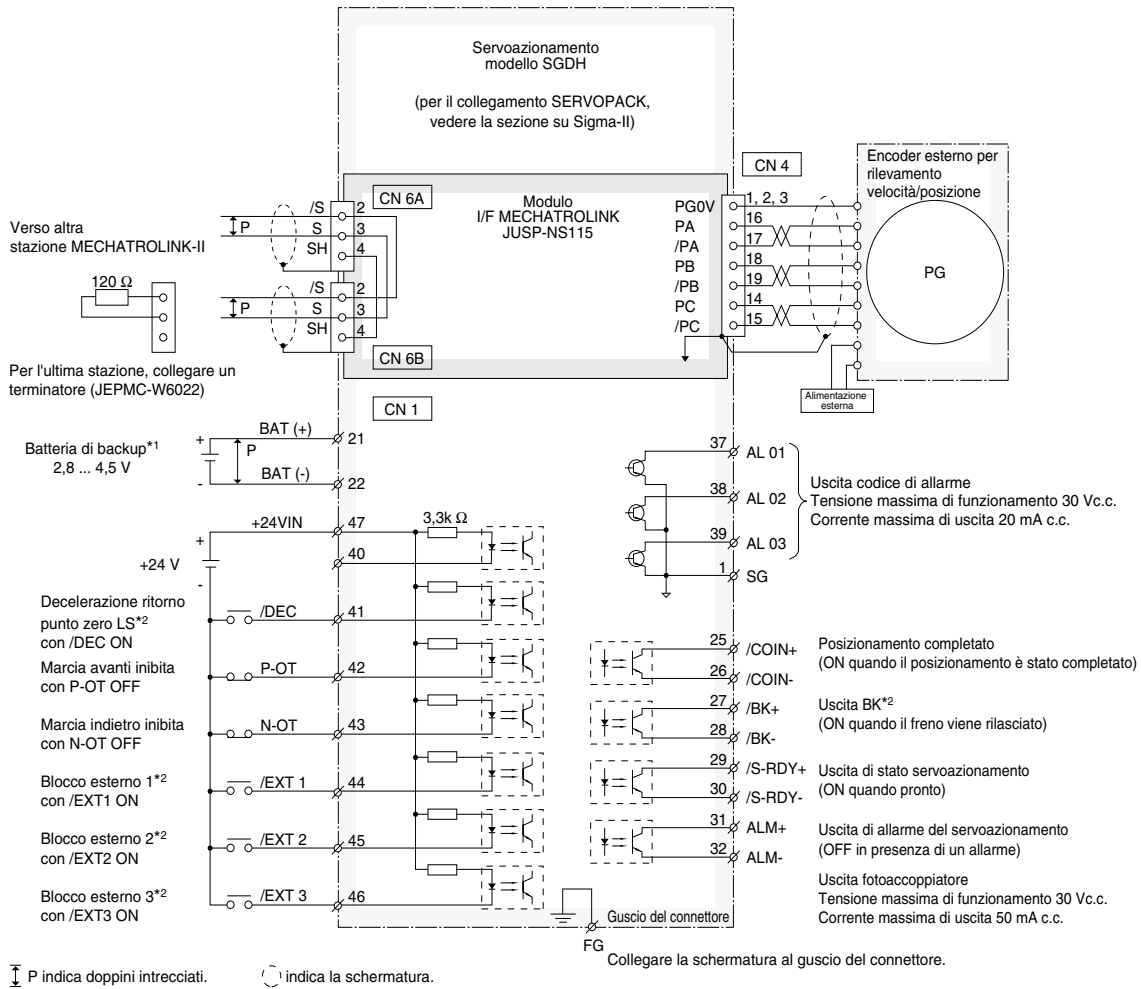 Servoazionamento
modello SGDH
(per il collegamento SERVOPACK,
vedere la sezione su Sigma-II)
CN 4
Encoder esterno per
rilevamento
velocità/posizione
PG
Alimentazione
esterna
CN 6A
Modulo
I/F MECHATROLINK
JUSP-NS115
PG0V 1, 2, 3
PA 16
/PA 17
PB 18
/PB 19
PC 14
/PC 15
Verso altra
stazione MECHATROLINK-II
120 Ω
P
/S 2
S 3
SH 4
P
/S 2
S 3
SH 4
CN 6B
Per l'ultima stazione, collegare un
terminatore (JEPMC-W6022)
CN 1
Batteria di backup*1
2,8 ... 4,5 V
+
-
P
BAT (+) 21
BAT (-) 22
+24VIN 47
3,3k Ω
40
+
+24 V
-
Decelerazione ritorno
punto zero LS*2
con /DEC ON
/DEC 41
Marcia avanti inibita
con P-OT OFF
P-OT 42
Marcia indietro inibita
con N-OT OFF
N-OT 43
Blocco esterno 1*2
con /EXT1 ON
/EXT 1 44
Blocco esterno 2*2
con /EXT2 ON
/EXT 2 45
Blocco esterno 3*2
con /EXT3 ON
/EXT 3 46
37 AL 01
38 AL 02
39 AL 03
1 SG
Uscita codice di allarme
Tensione massima di funzionamento 30 Vc.c.
Corrente massima di uscita 20 mA c.c.
25 /COIN+
26 /COIN-
Posizionamento completato
(ON quando il posizionamento è stato completato)
27 /BK+
28 /BK-
Uscita BK*2
(ON quando il freno viene rilasciato)
29 /S-RDY+
30 /S-RDY-
Uscita di stato servoazionamento
(ON quando pronto)
31 ALM+
32 ALM-
Uscita di allarme del servoazionamento
(OFF in presenza di un allarme)
Uscita fotoaccoppiatore
Tensione massima di funzionamento 30 Vc.c.
Corrente massima di uscita 50 mA c.c.
Guscio del connettore
FG
Collegare la schermatura al guscio del connettore.
P indica doppini intrecciati.
indica la schermatura.